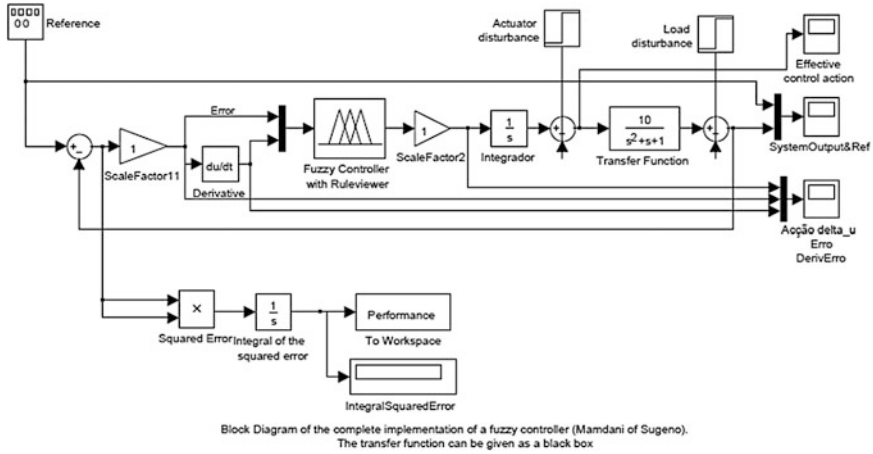 Reference
Actuator
disturbance
Load
disturbance
Effective
control action
Error
1
ScaleFactor11
du/dt
Derivative
Fuzzy Controller
with Ruleviewer
1
ScaleFactor2
1
s
Integrador
10
s²+s+1
Transfer Function
SystemOutput&Ref
Acção delta_u
Erro
DerivErro
×
Squared Error
1
s
Integral of the
squared error
Performance
To Workspace
IntegralSquaredError
Block Diagram of the complete implementation of a fuzzy controller (Mamdani of Sugeno).
The transfer function can be given as a black box